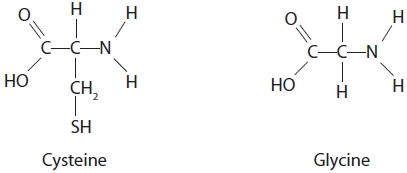 O H H
C—C—N
HO CH₂ H
SH
Cysteine
O H H
C—C—N
HO H H
Glycine